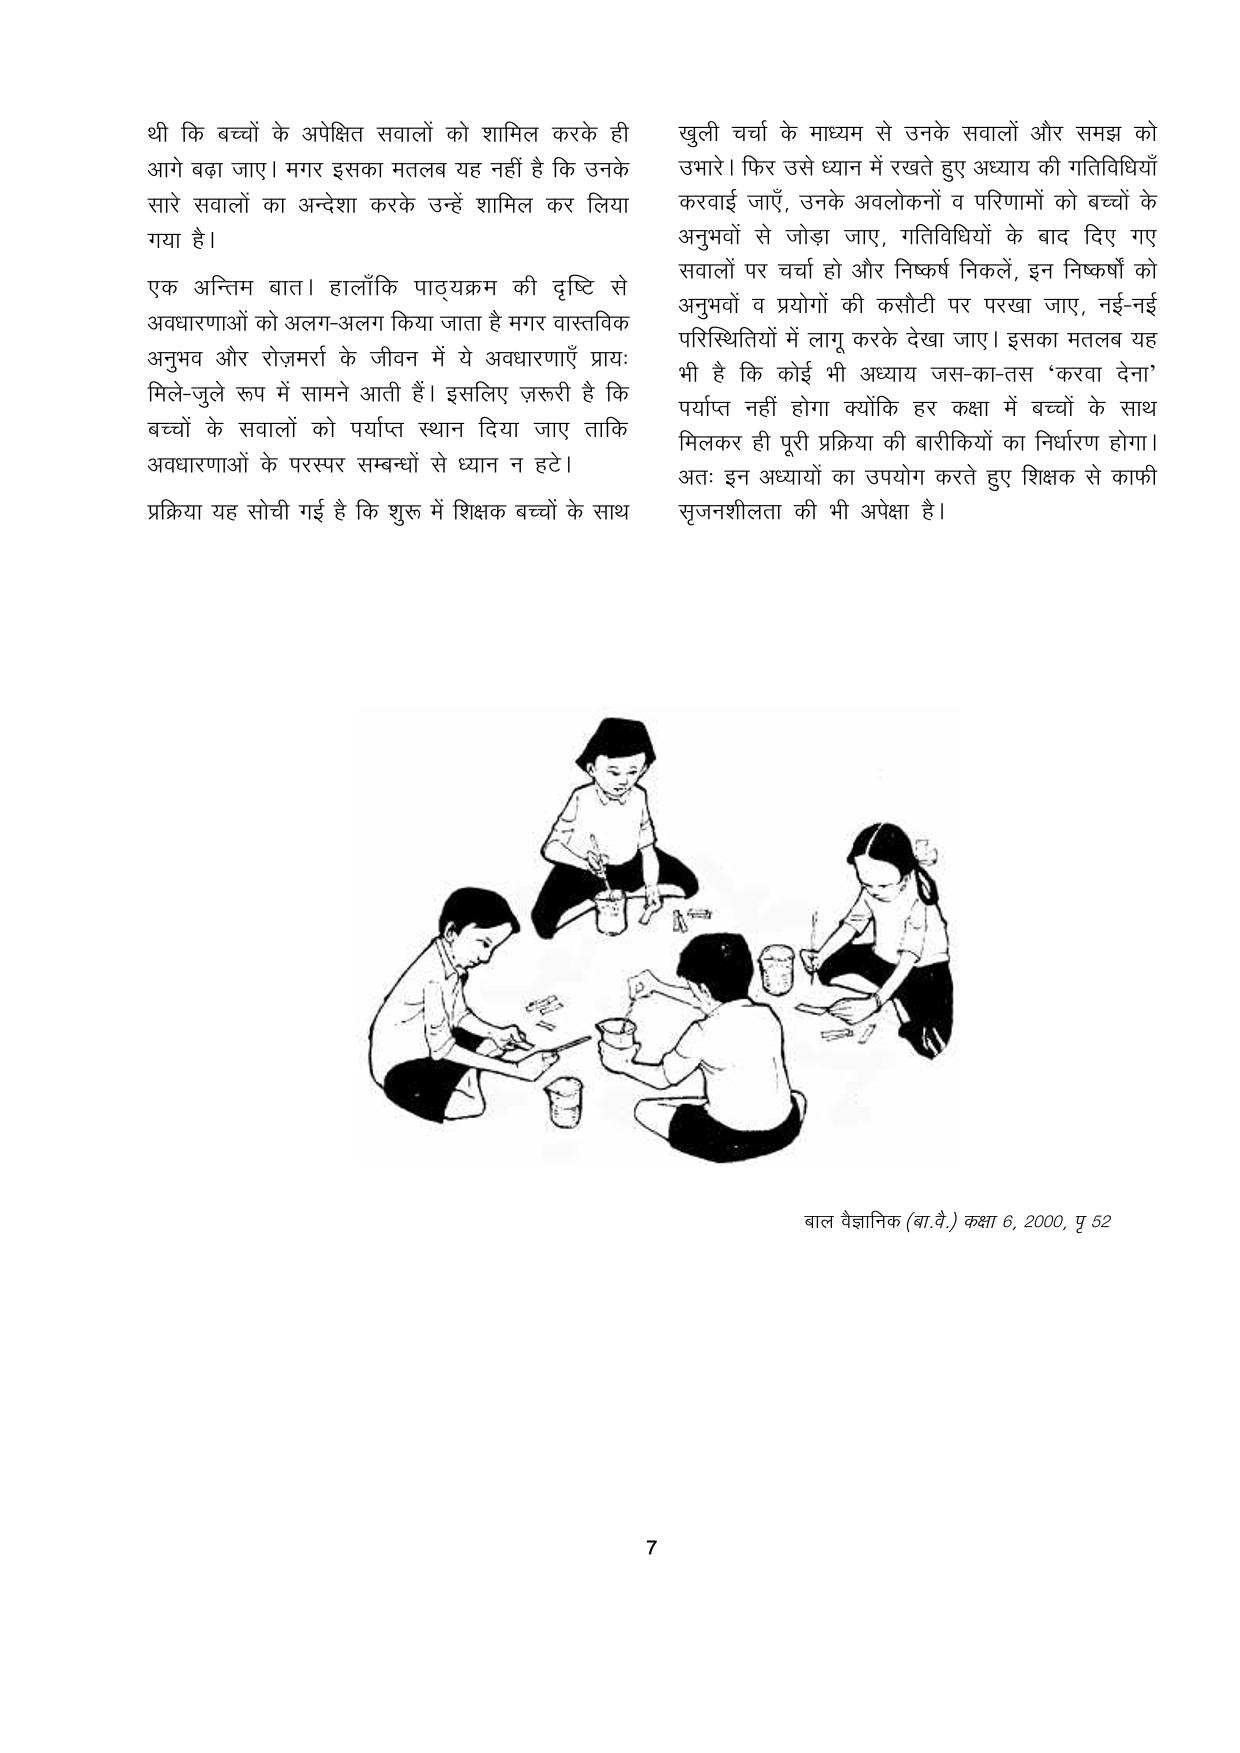 थी कि बच्चों के अपेक्षित सवालों को शामिल करके ही
आगे बढ़ा जाए। मगर इसका मतलब यह नहीं है कि उनके
सारे सवालों का अन्देशा करके उन्हें शामिल कर लिया
गया है।
एक अन्तिम बात। हालाँकि पाठ्यक्रम की दृष्टि से
अवधारणाओं को अलग-अलग किया जाता है मगर वास्तविक
अनुभव और रोज़मर्रा के जीवन में ये अवधारणाएँ प्रायः
मिले-जुले रूप में सामने आती हैं। इसलिए ज़रूरी है कि
बच्चों के सवालों को पर्याप्त स्थान दिया जाए ताकि
अवधारणाओं के परस्पर सम्बन्धों से ध्यान न हटे।
प्रक्रिया यह सोची गई है कि शुरू में शिक्षक बच्चों के साथ
खुली चर्चा के माध्यम से उनके सवालों और समझ को
उभारे। फिर उसे ध्यान में रखते हुए अध्याय की गतिविधियाँ
करवाई जाएँ, उनके अवलोकनों व परिणामों को बच्चों के
अनुभवों से जोड़ा जाए, गतिविधियों के बाद दिए गए
सवालों पर चर्चा हो और निष्कर्ष निकलें, इन निष्कर्षों को
अनुभवों व प्रयोगों की कसौटी पर परखा जाए, नई-नई
परिस्थितियों में लागू करके देखा जाए। इसका मतलब यह
भी है कि कोई भी अध्याय जस-का-तस ‘करवा देना’
पर्याप्त नहीं होगा क्योंकि हर कक्षा में बच्चों के साथ
मिलकर ही पूरी प्रक्रिया की बारीकियों का निर्धारण होगा।
अतः इन अध्यायों का उपयोग करते हुए शिक्षक से काफी
सृजनशीलता की भी अपेक्षा है।
बाल वैज्ञानिक (बा.वै.) कक्षा 6, 2000, पृ 52
7